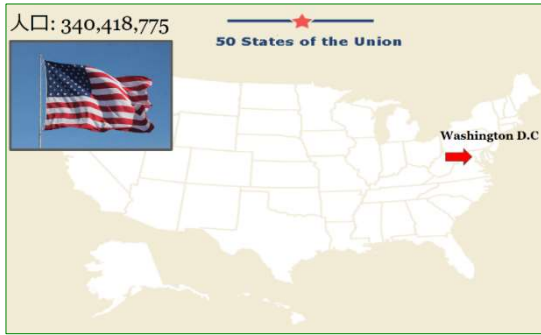 人口: 340,418,775
50 States of the Union
Washington D.C